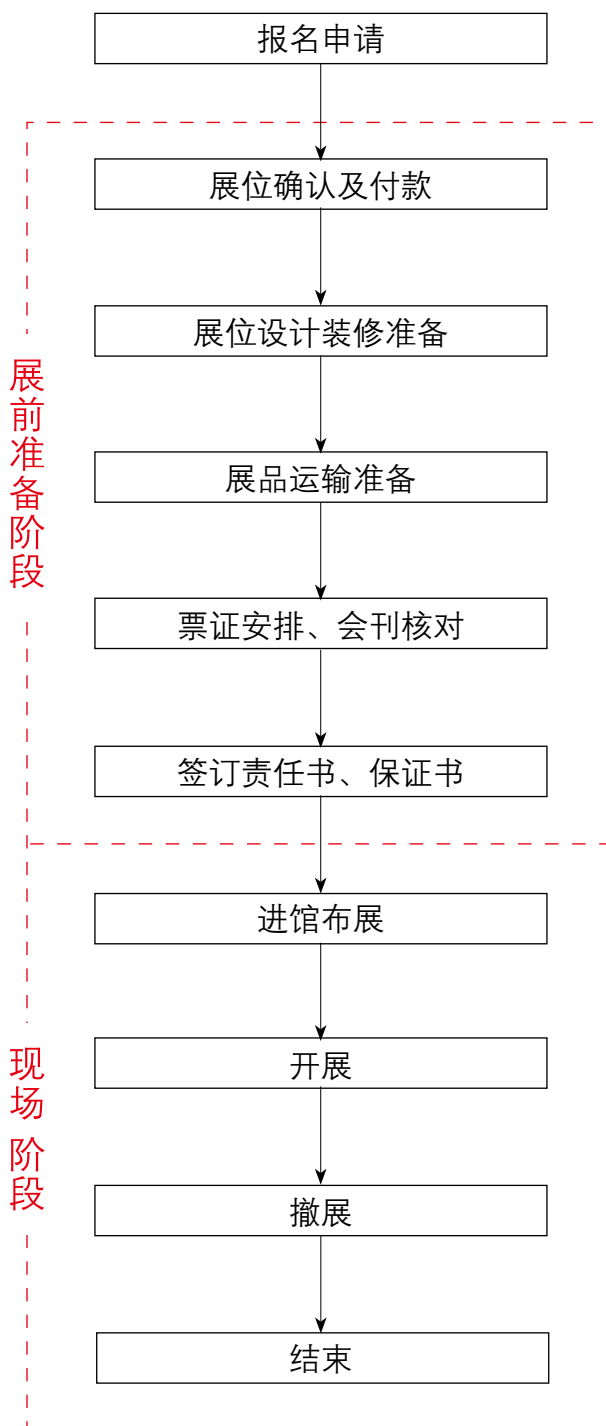 报名申请
展位确认及付款
展位设计装修准备
展前准备阶段
展品运输准备
票证安排、会刊核对
签订责任书、保证书
进馆布展
开展
现场阶段
撤展
结束